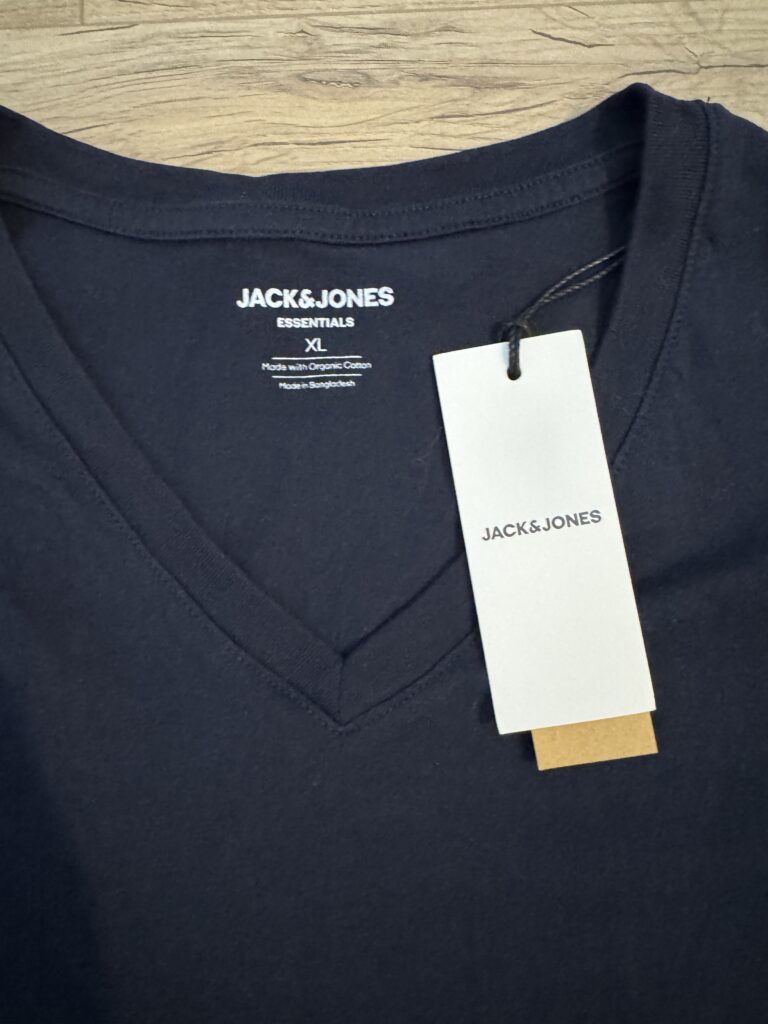 JACK&JONES
ESSENTIALS
XL
Made with Organic Cotton
Made in Bangladesh
JACK&JONES